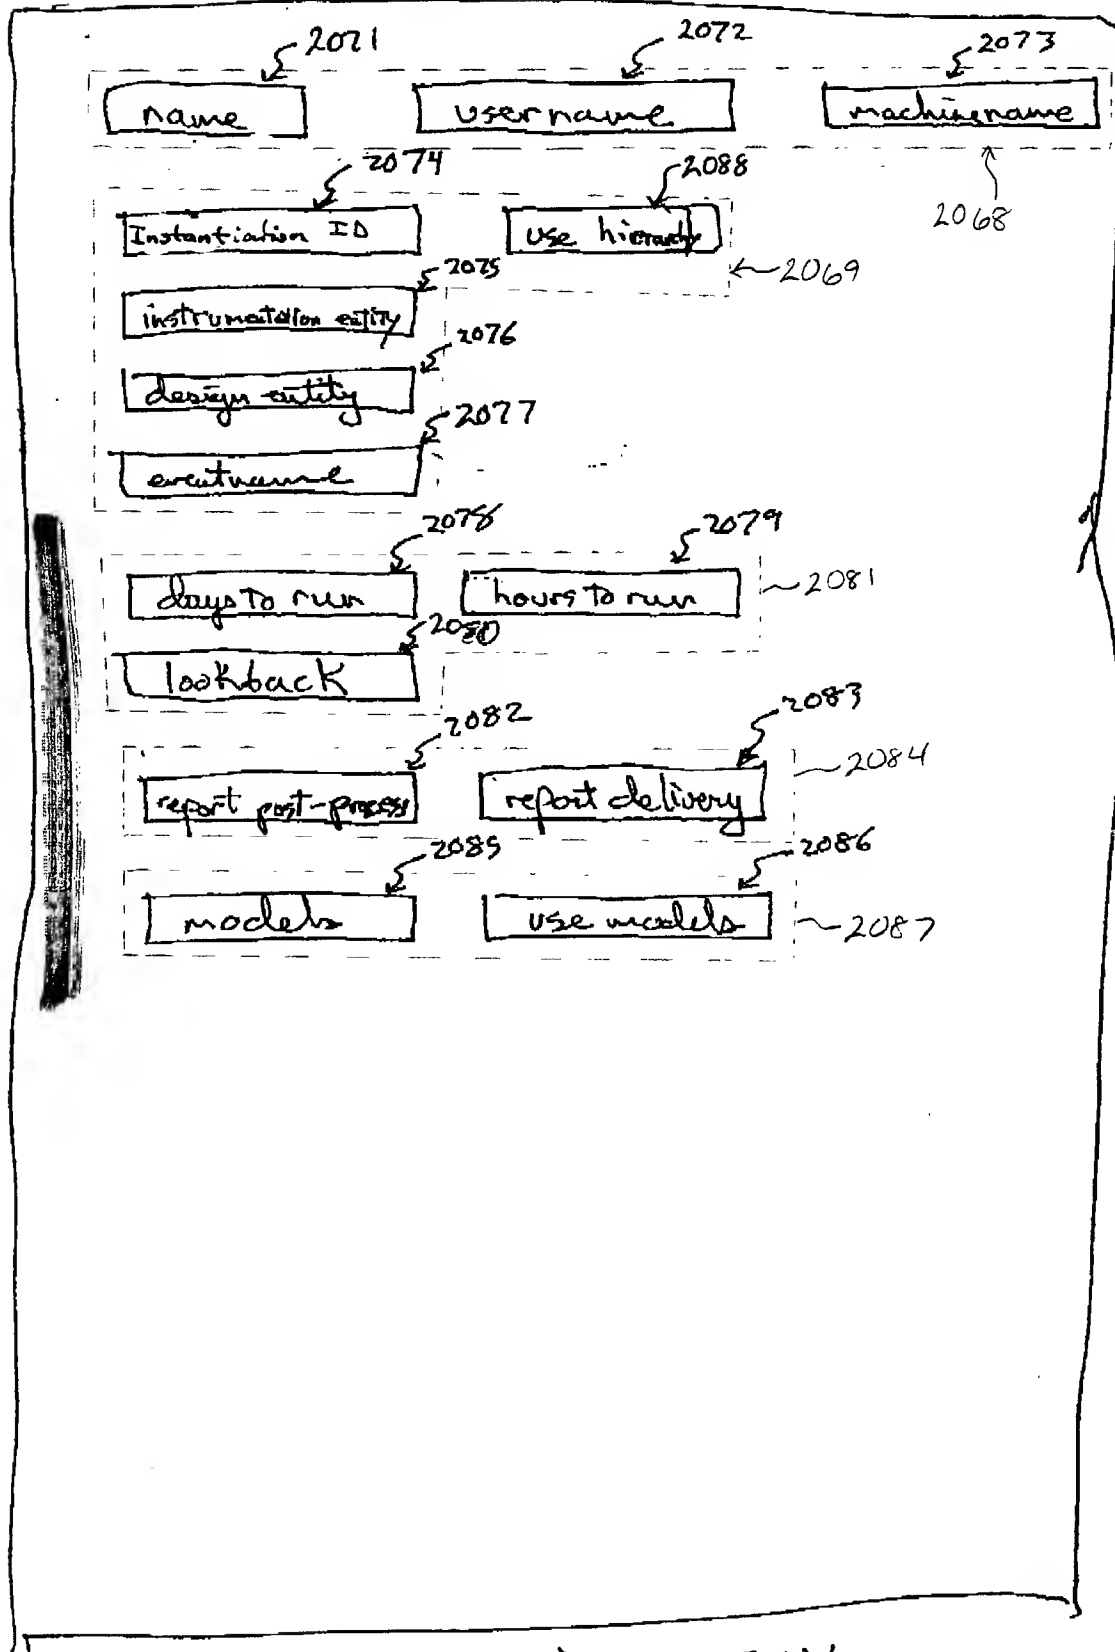 2071 2072 2073
name username machinename
2074 2088 2068
Instantiation ID use hierarchy
2069
2075
instrumentation entity
2076
design entity
2077
eventname
2078 2079
days to run hours to run 2081
2080
lookback
2082 2083
report post-process report delivery 2084
2085 2086
models use models 2087